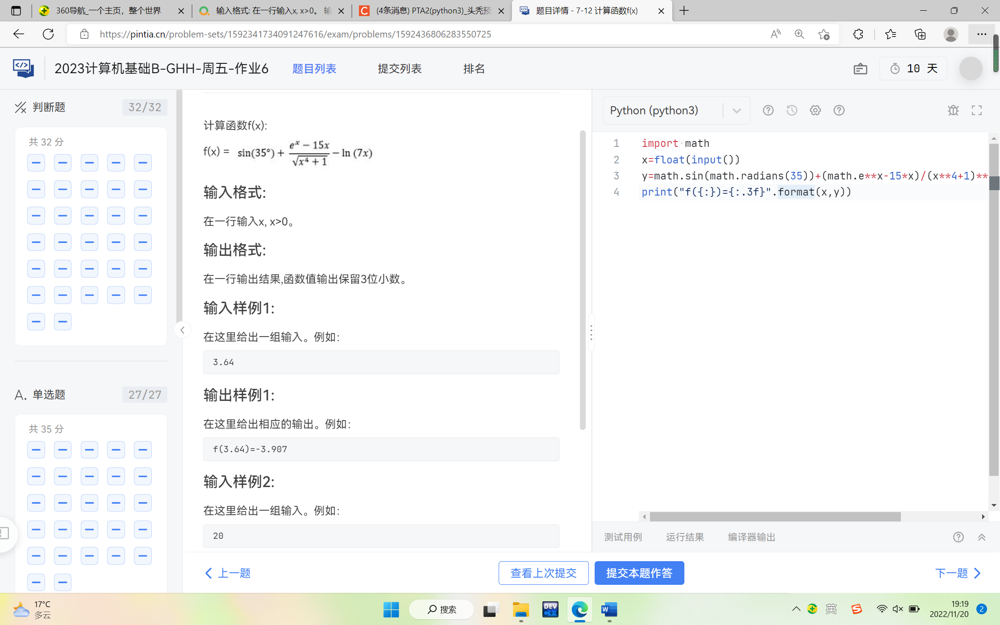 360导航_一个主页，整个世界
输入格式: 在一行输入x, x>0。 输
(4条消息) PTA2(python3)_头秃预
题目详情 - 7-12 计算函数f(x)
https://pintia.cn/problem-sets/1592341734091247616/exam/problems/1592436806283550725
2023计算机基础B-GHH-周五-作业6
题目列表
提交列表
排名
10 天
判断题
32/32
共 32 分
A. 单选题
27/27
共 35 分
计算函数f(x):
f(x) = sin(35°) + (e^x − 15x)/√(x^4 + 1) − ln (7x)
输入格式:
在一行输入x, x>0。
输出格式:
在一行输出结果,函数值输出保留3位小数。
输入样例1:
在这里给出一组输入。例如:
3.64
输出样例1:
在这里给出相应的输出。例如:
f(3.64)=-3.907
输入样例2:
在这里给出一组输入。例如:
20
上一题
查看上次提交
提交本题作答
下一题
Python (python3)
1 import math
2 x=float(input())
3 y=math.sin(math.radians(35))+(math.e**x-15*x)/(x**4+1)**
4 print("f({:})={:.3f}".format(x,y))
测试用例
运行结果
编译器输出
17°C
多云
搜索
DEV
C++
W
英
19:19
2022/11/20
2